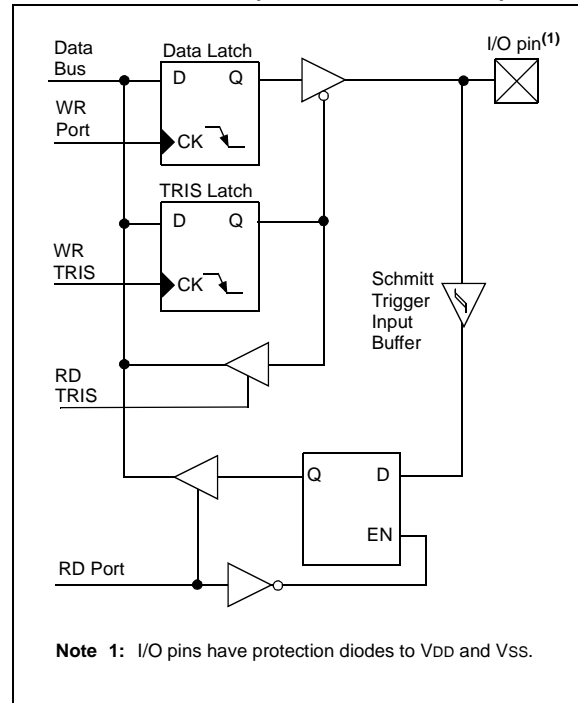 Data
Bus
Data Latch
I/O pin(1)
D Q
WR
Port
CK
TRIS Latch
D Q
WR
TRIS
CK
Schmitt
Trigger
Input
Buffer
RD
TRIS
Q D
EN
RD Port
Note 1: I/O pins have protection diodes to VDD and VSS.